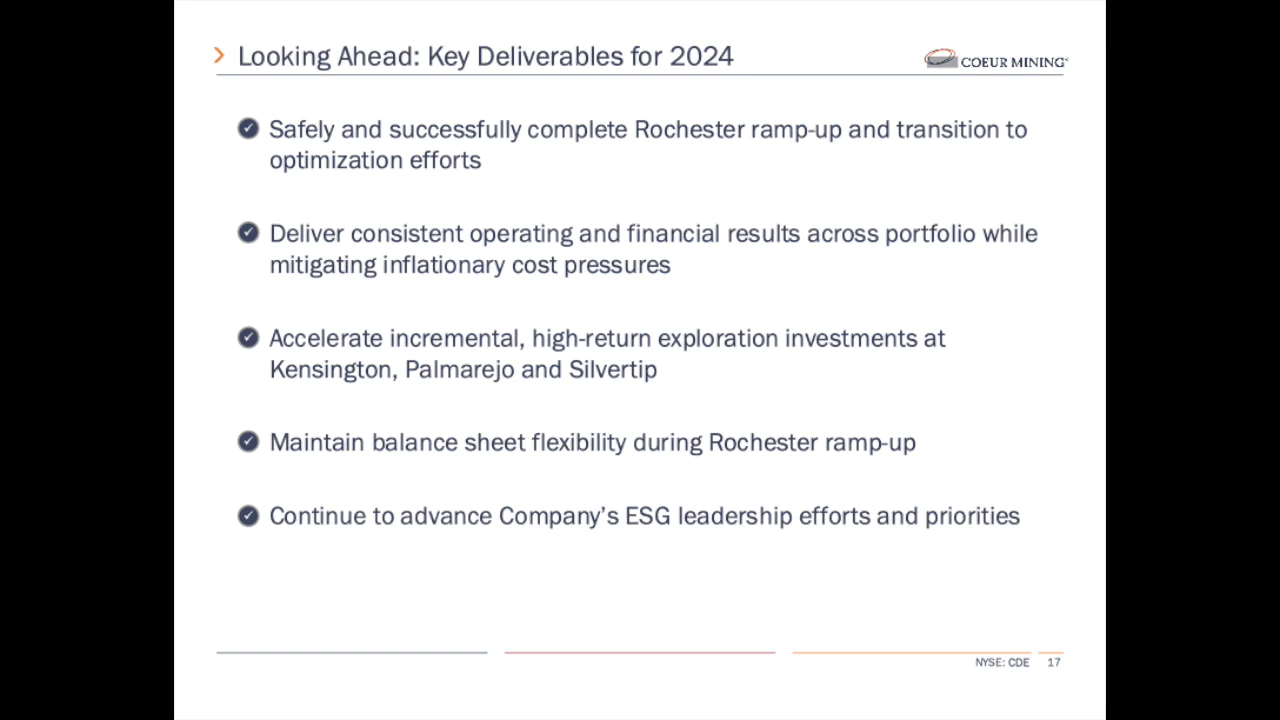 Looking Ahead: Key Deliverables for 2024
COEUR MINING
Safely and successfully complete Rochester ramp-up and transition to
optimization efforts
Deliver consistent operating and financial results across portfolio while
mitigating inflationary cost pressures
Accelerate incremental, high-return exploration investments at
Kensington, Palmarejo and Silvertip
Maintain balance sheet flexibility during Rochester ramp-up
Continue to advance Company’s ESG leadership efforts and priorities
NYSE: CDE 17